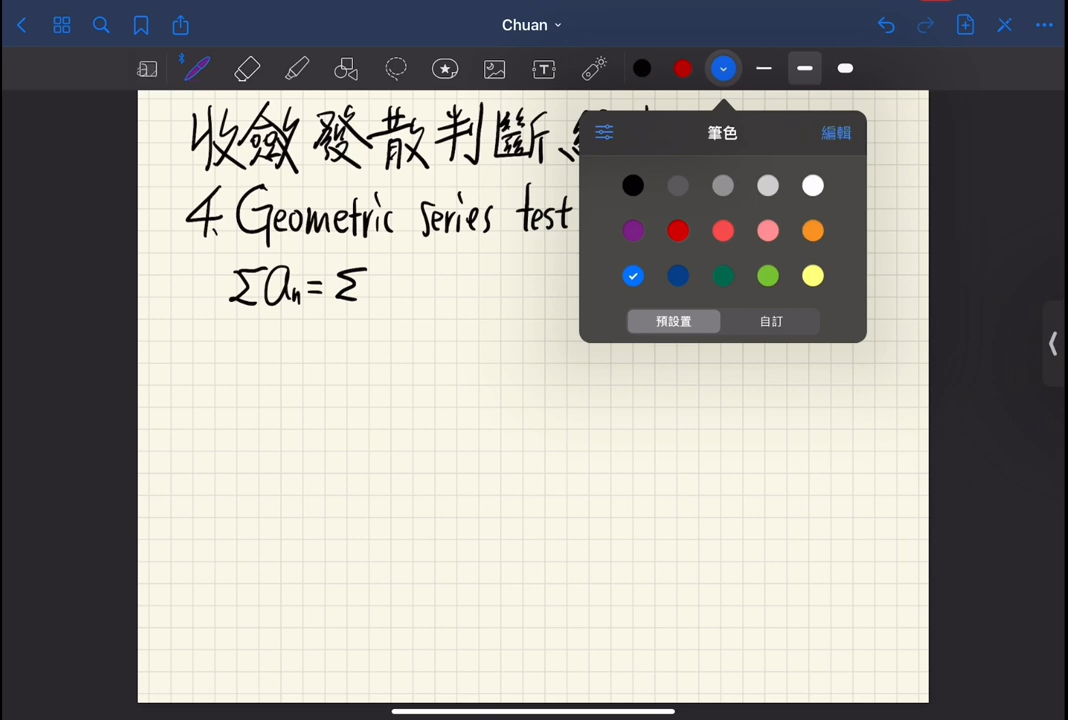 Chuan
筆色
編輯
預設置
自訂
收斂發散判斷
4. Geometric series test
Σan = Σ